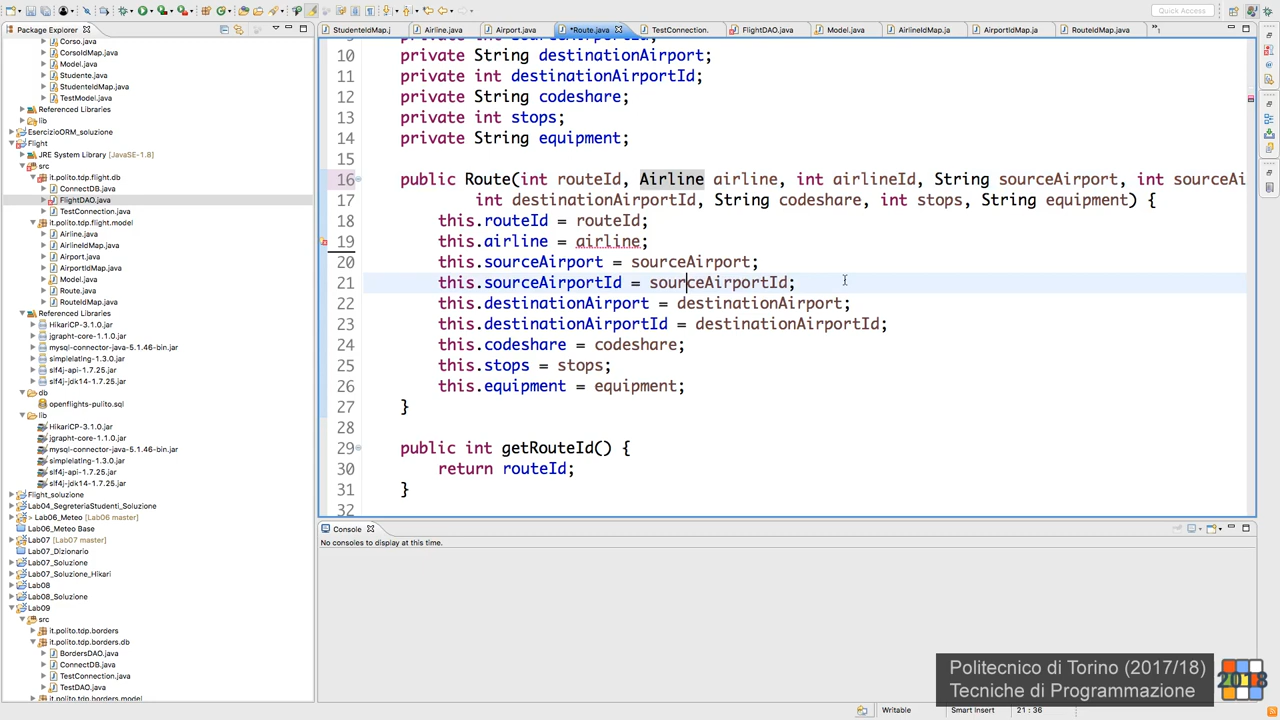 Quick Access
Package Explorer
StudenteIdMap.j
Airline.java
Airport.java
*Route.java
TestConnection.
FlightDAO.java
Model.java
AirlineIdMap.ja
AirportIdMap.ja
RouteIdMap.java
Corso.java
CorsoIdMap.java
Model.java
Studente.java
StudenteIdMap.java
TestModel.java
Referenced Libraries
lib
EsercizioORM_soluzione
Flight
JRE System Library [JavaSE-1.8]
src
it.polito.tdp.flight.db
ConnectDB.java
FlightDAO.java
TestConnection.java
it.polito.tdp.flight.model
Airline.java
AirlineIdMap.java
Airport.java
AirportIdMap.java
Model.java
Route.java
RouteIdMap.java
Referenced Libraries
HikariCP-3.1.0.jar
jgrapht-core-1.1.0.jar
mysql-connector-java-5.1.46-bin.jar
simplelatlng-1.3.0.jar
slf4j-api-1.7.25.jar
slf4j-jdk14-1.7.25.jar
db
openflights-pulito.sql
lib
HikariCP-3.1.0.jar
jgrapht-core-1.1.0.jar
mysql-connector-java-5.1.46-bin.jar
simplelatlng-1.3.0.jar
slf4j-api-1.7.25.jar
slf4j-jdk14-1.7.25.jar
Flight_soluzione
Lab04_SegreteriaStudenti_Soluzione
> Lab06_Meteo [Lab06 master]
Lab06_Meteo Base
Lab07 [Lab07 master]
Lab07_Dizionario
Lab07_Soluzione
Lab07_Soluzione_Hikari
Lab08
Lab08_Soluzione
Lab09
src
it.polito.tdp.borders
it.polito.tdp.borders.db
BordersDAO.java
ConnectDB.java
TestConnection.java
TestDAO.java
it.polito.tdp.borders.model
10 private String destinationAirport;
11 private int destinationAirportId;
12 private String codeshare;
13 private int stops;
14 private String equipment;
15
16 public Route(int routeId, Airline airline, int airlineId, String sourceAirport, int sourceAi
17 int destinationAirportId, String codeshare, int stops, String equipment) {
18 this.routeId = routeId;
19 this.airline = airline;
20 this.sourceAirport = sourceAirport;
21 this.sourceAirportId = sourceAirportId;
22 this.destinationAirport = destinationAirport;
23 this.destinationAirportId = destinationAirportId;
24 this.codeshare = codeshare;
25 this.stops = stops;
26 this.equipment = equipment;
27 }
28
29 public int getRouteId() {
30 return routeId;
31 }
32
Console
No consoles to display at this time.
Politecnico di Torino (2017/18)
Tecniche di Programmazione
2018
Writable
Smart Insert
21 : 36